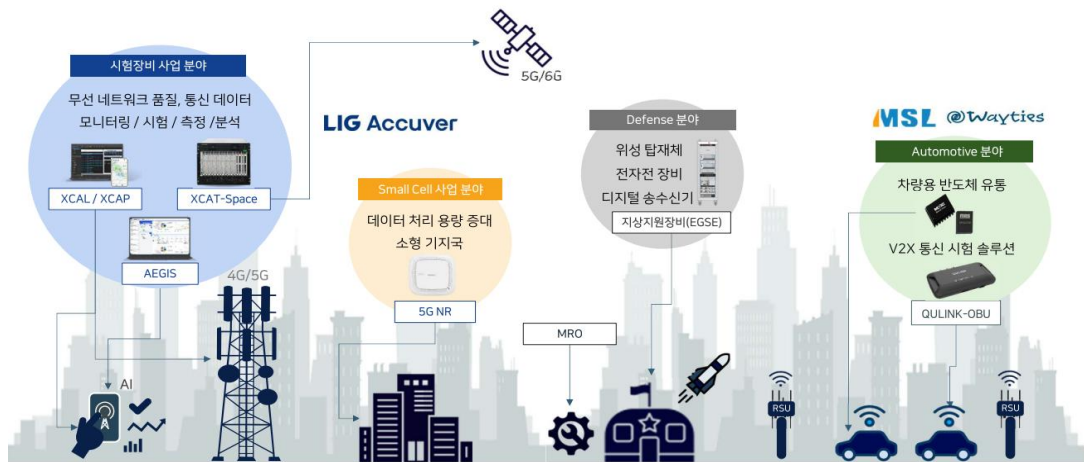 시험장비 사업 분야
무선 네트워크 품질, 통신 데이터
모니터링 / 시험 / 측정 /분석
XCAL / XCAP
XCAT-Space
AEGIS
5G/6G
4G/5G
AI
LIG Accuver
Small Cell 사업 분야
데이터 처리 용량 증대
소형 기지국
5G NR
Defense 분야
위성 탑재체
전자전 장비
디지털 송수신기
지상지원장비(EGSE)
MRO
MSL @Wayties
Automotive 분야
차량용 반도체 유통
V2X 통신 시험 솔루션
QULINK-OBU
RSU
RSU